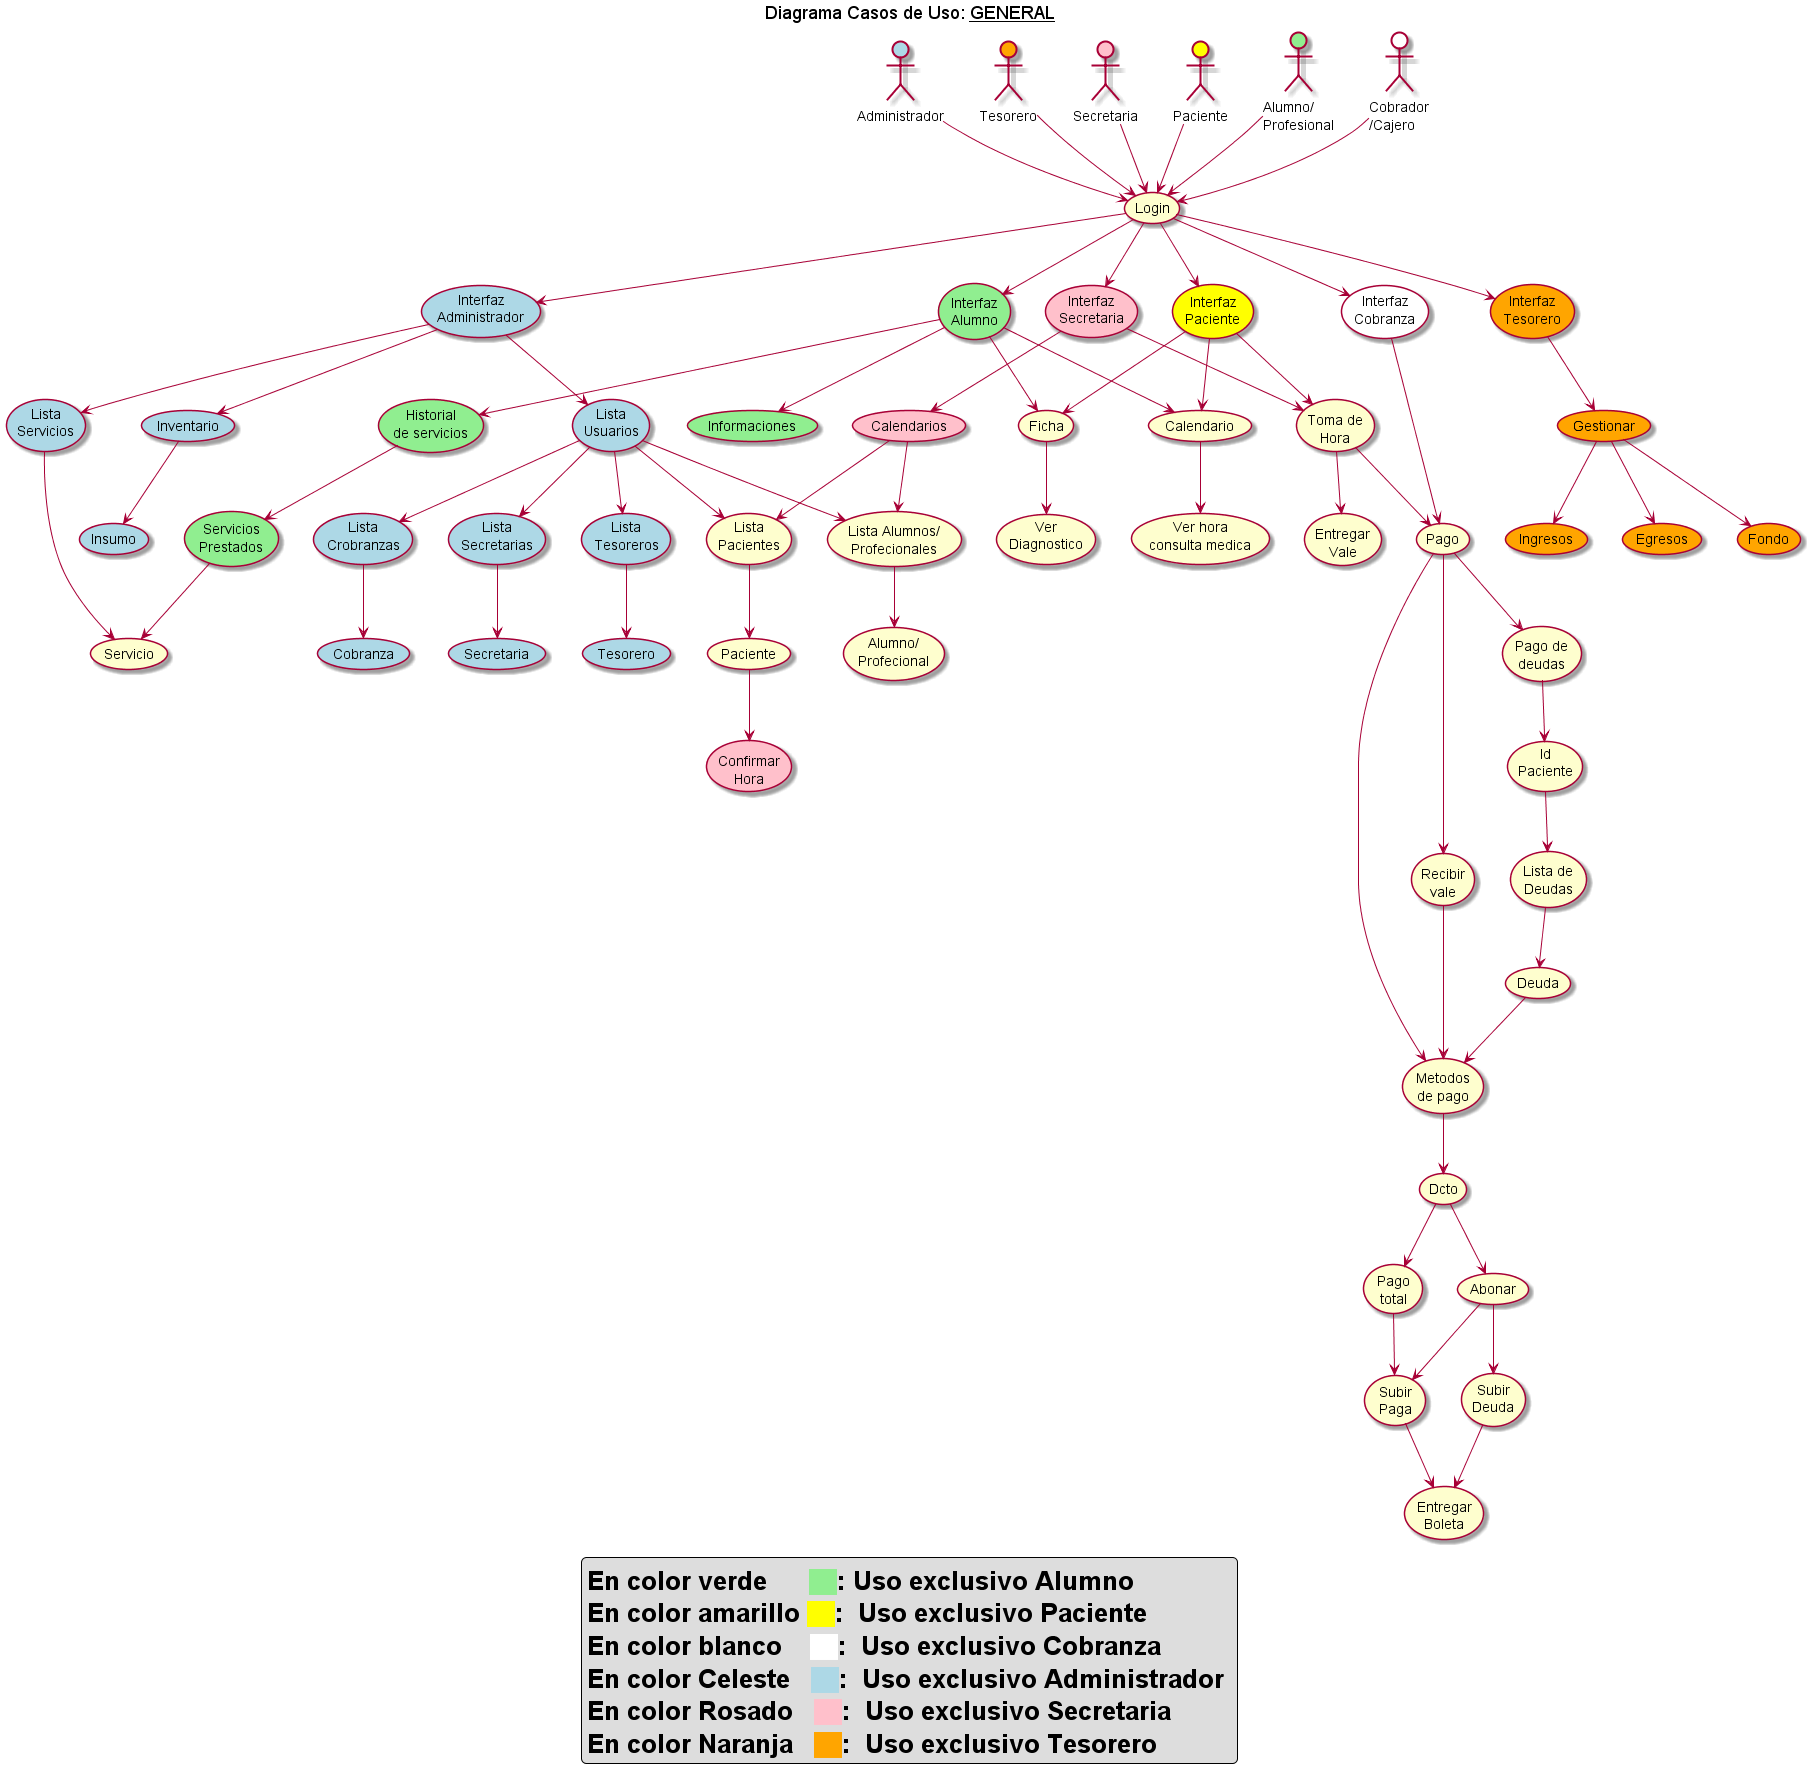 Diagrama Casos de Uso: GENERAL
Administrador
Tesorero
Secretaria
Paciente
Alumno/
Profesional
Cobrador
/Cajero
Login
Interfaz
Administrador
Interfaz
Alumno
Interfaz
Secretaria
Interfaz
Paciente
Interfaz
Cobranza
Interfaz
Tesorero
Lista
Servicios
Inventario
Historial
de servicios
Lista
Usuarios
Informaciones
Calendarios
Ficha
Calendario
Toma de
Hora
Gestionar
Insumo
Servicios
Prestados
Lista
Crobranzas
Lista
Secretarias
Lista
Tesoreros
Lista
Pacientes
Lista Alumnos/
Profecionales
Ver
Diagnostico
Ver hora
consulta medica
Entregar
Vale
Pago
Ingresos
Egresos
Fondo
Servicio
Cobranza
Secretaria
Tesorero
Paciente
Alumno/
Profecional
Pago de
deudas
Confirmar
Hora
Id
Paciente
Recibir
vale
Lista de
Deudas
Deuda
Metodos
de pago
Dcto
Pago
total
Abonar
Subir
Paga
Subir
Deuda
Entregar
Boleta
En color verde : Uso exclusivo Alumno
En color amarillo : Uso exclusivo Paciente
En color blanco : Uso exclusivo Cobranza
En color Celeste : Uso exclusivo Administrador
En color Rosado : Uso exclusivo Secretaria
En color Naranja : Uso exclusivo Tesorero